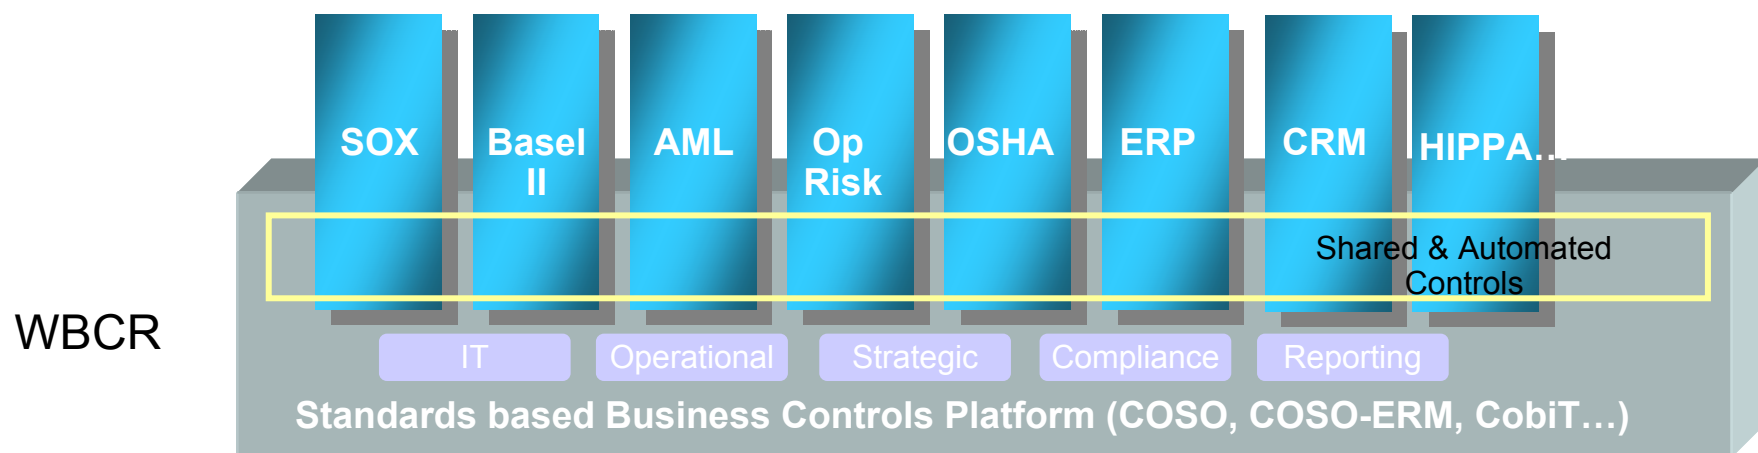 SOX
Basel
II
AML
Op
Risk
OSHA
ERP
CRM
HIPPA...
Shared & Automated
Controls
WBCR
IT
Operational
Strategic
Compliance
Reporting
Standards based Business Controls Platform (COSO, COSO-ERM, CobiT...)